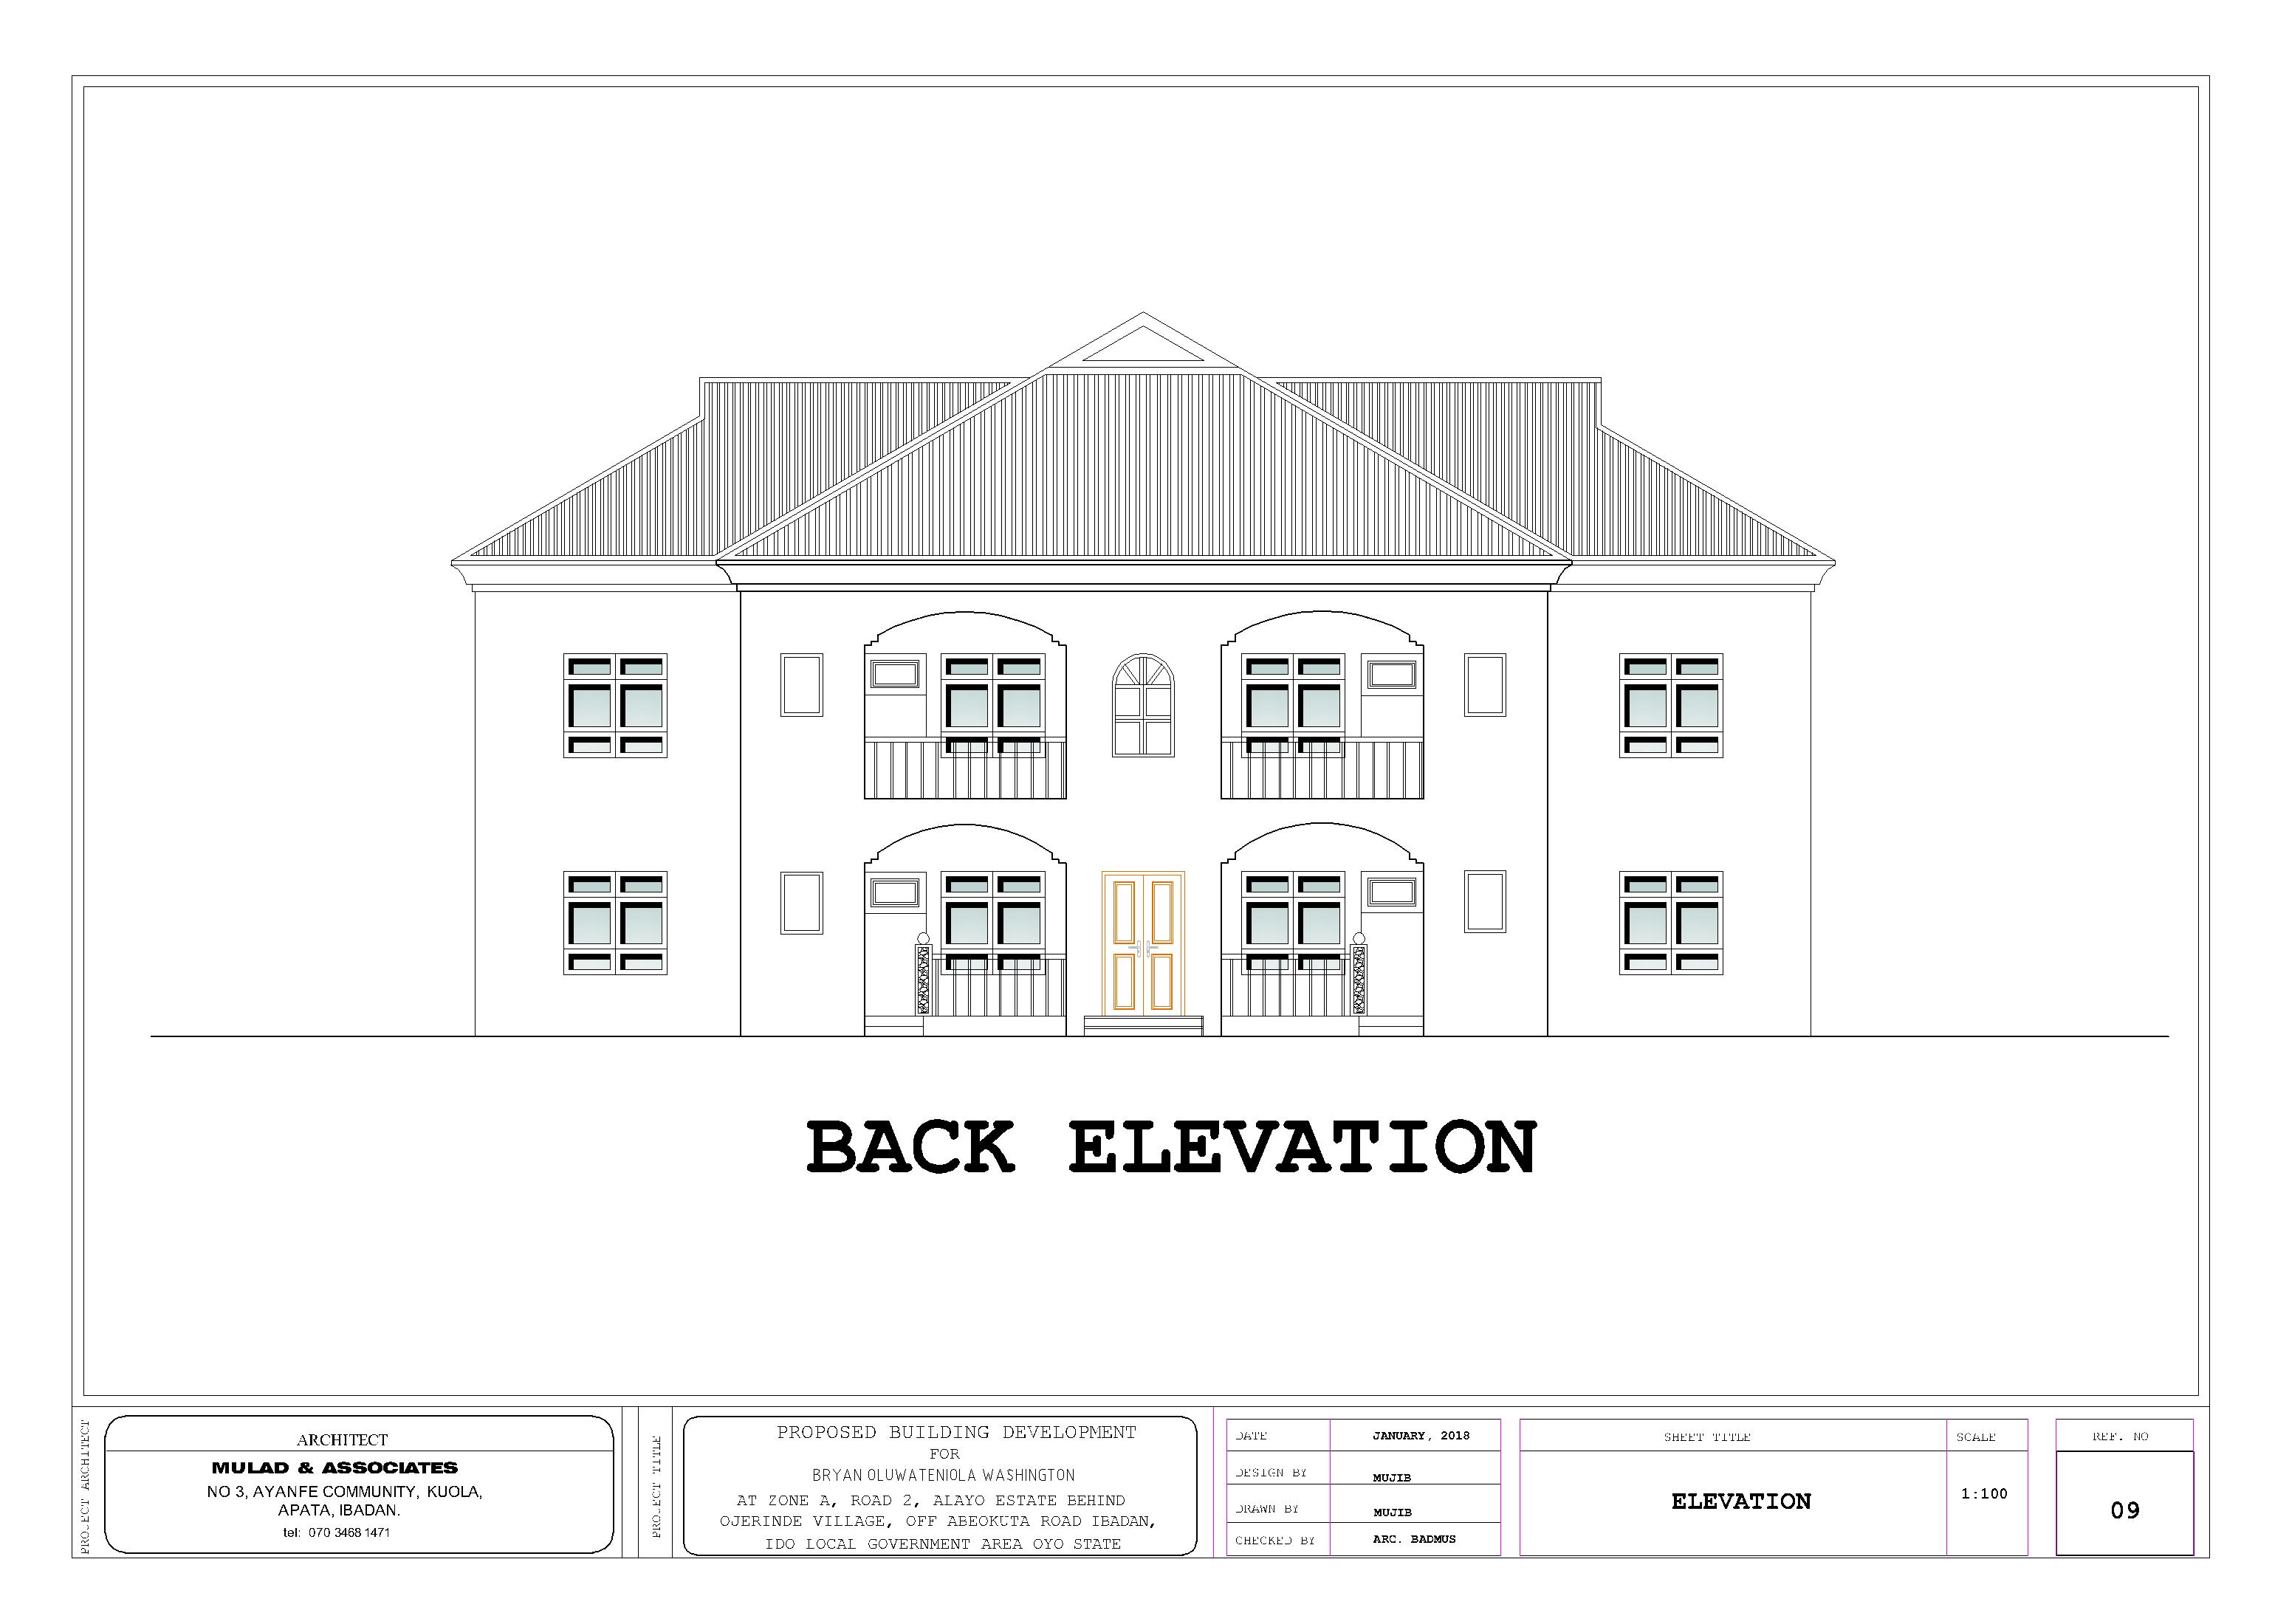 BACK ELEVATION
PROJECT ARCHITECT
ARCHITECT
MULAD & ASSOCIATES
NO 3, AYANFE COMMUNITY, KUOLA,
APATA, IBADAN.
tel: 070 3468 1471
PROJECT TITLE
PROPOSED BUILDING DEVELOPMENT
FOR
BRYAN OLUWATENIOLA WASHINGTON
AT ZONE A, ROAD 2, ALAYO ESTATE BEHIND
OJERINDE VILLAGE, OFF ABEOKUTA ROAD IBADAN,
IDO LOCAL GOVERNMENT AREA OYO STATE
DATE JANUARY, 2018
DESIGN BY MUJIB
DRAWN BY MUJIB
CHECKED BY ARC. BADMUS
SHEET TITLE
ELEVATION
SCALE
1:100
REF. NO
09